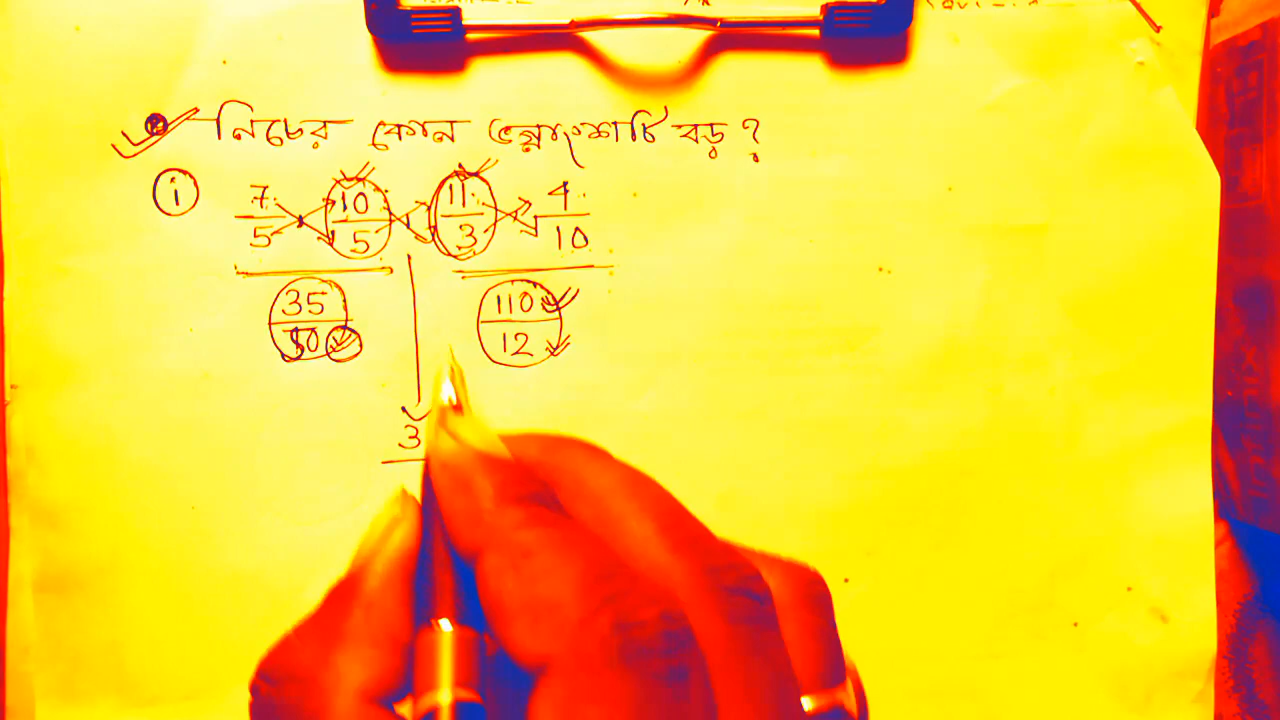 নিচের কোন ভগ্নাংশটি বড় ?
i 7/5 10/5 11/3 4/10
35/50 110/12
3